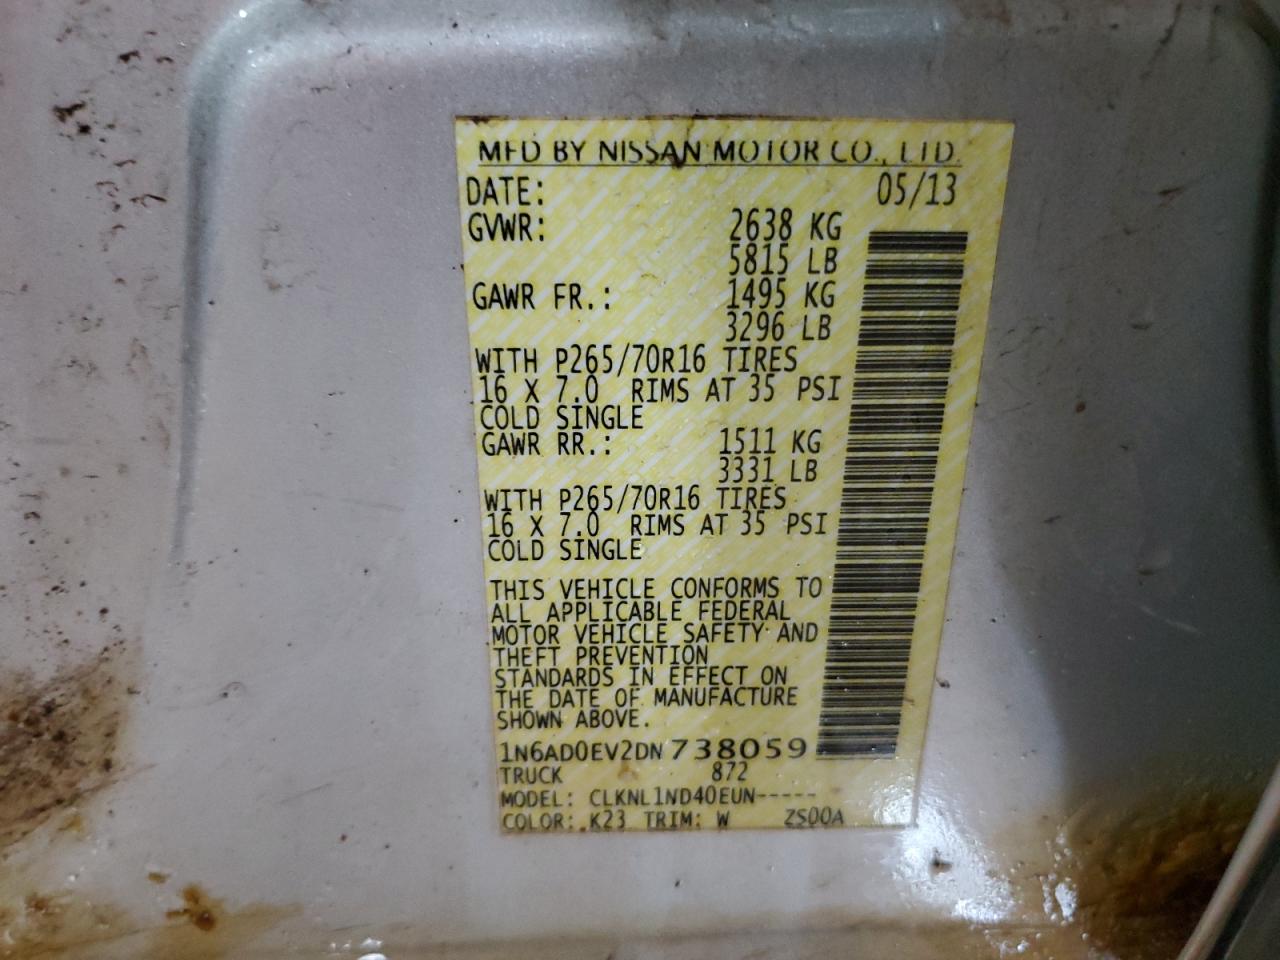 MFD BY NISSAN MOTOR CO., LTD.
DATE: 05/13
GVWR: 2638 KG
5815 LB
GAWR FR.: 1495 KG
3296 LB
WITH P265/70R16 TIRES
16 X 7.0 RIMS AT 35 PSI
COLD SINGLE
GAWR RR.: 1511 KG
3331 LB
WITH P265/70R16 TIRES
16 X 7.0 RIMS AT 35 PSI
COLD SINGLE
THIS VEHICLE CONFORMS TO
ALL APPLICABLE FEDERAL
MOTOR VEHICLE SAFETY AND
THEFT PREVENTION
STANDARDS IN EFFECT ON
THE DATE OF MANUFACTURE
SHOWN ABOVE.
1N6AD0EV2DN738059
TRUCK 872
MODEL: CLKNL1ND40EUN-----
COLOR: K23 TRIM: W ZS00A